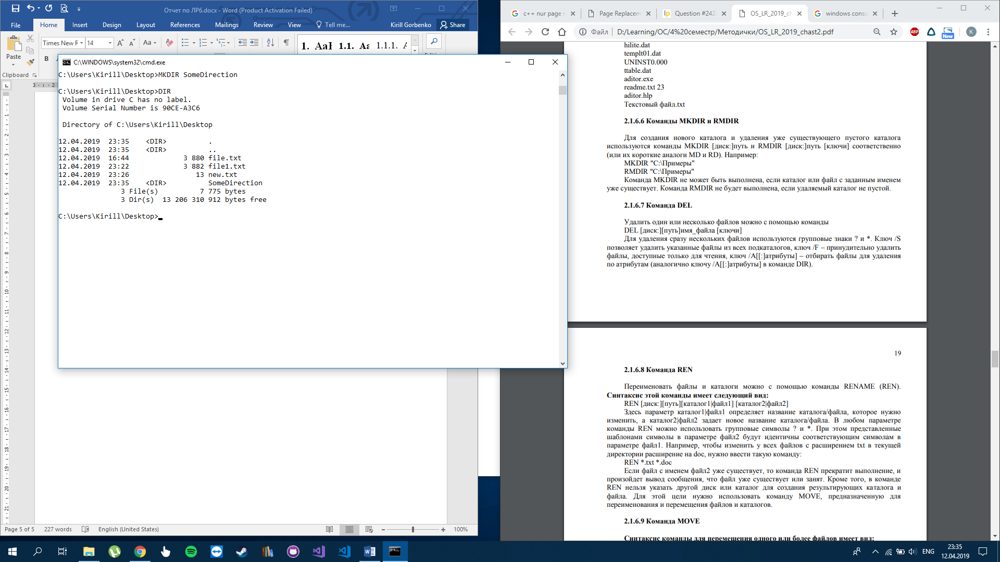 Отчет по ЛР6.docx - Word (Product Activation Failed)
File Home Insert Design Layout References Mailings Review View Tell me... Kirill Gorbenko Share
Paste
Times New R 14
Aa
1. 1.1. 1.1.1.
B
Clipboard
C:\WINDOWS\system32\cmd.exe
C:\Users\Kirill\Desktop>MKDIR SomeDirection
C:\Users\Kirill\Desktop>DIR
Volume in drive C has no label.
Volume Serial Number is 90CE-A3C6
Directory of C:\Users\Kirill\Desktop
12.04.2019  23:35    <DIR>          .
12.04.2019  23:35    <DIR>          ..
12.04.2019  16:44             3 880 file.txt
12.04.2019  23:22             3 882 file1.txt
12.04.2019  23:26                13 new.txt
12.04.2019  23:35    <DIR>          SomeDirection
3 File(s)          7 775 bytes
3 Dir(s)  13 206 310 912 bytes free
C:\Users\Kirill\Desktop>
Page 5 of 5 227 words English (United States) 100%
c++ nur page r Page Replacem Question #242 OS_LR_2019_ch windows conso
Файл D:/Learning/ОС/4%20семестр/Методички/OS_LR_2019_chast2.pdf ABP New K
hilite.dat
templt01.dat
UNINST0.000
ttable.dat
aditor.exe
readme.txt 23
aditor.hlp
Текстовый файл.txt
2.1.6.6 Команды MKDIR и RMDIR
Для создания нового каталога и удаления уже существующего пустого каталога
используются команды MKDIR [диск:]путь и RMDIR [диск:]путь [ключи] соответственно
(или их короткие аналоги MD и RD). Например:
MKDIR "C:\Примеры"
RMDIR "C:\Примеры"
Команда MKDIR не может быть выполнена, если каталог или файл с заданным именем
уже существует. Команда RMDIR не будет выполнена, если удаляемый каталог не пустой.
2.1.6.7 Команда DEL
Удалить один или несколько файлов можно с помощью команды
DEL [диск:][путь]имя_файла [ключи]
Для удаления сразу нескольких файлов используются групповые знаки ? и *. Ключ /S
позволяет удалить указанные файлы из всех подкаталогов, ключ /F – принудительно удалить
файлы, доступные только для чтения, ключ /A[[:]атрибуты] – отбирать файлы для удаления
по атрибутам (аналогично ключу /A[[:]атрибуты] в команде DIR).
19
2.1.6.8 Команда REN
Переименовать файлы и каталоги можно с помощью команды RENAME (REN).
Синтаксис этой команды имеет следующий вид:
REN [диск:][путь][каталог1|файл1] [каталог2|файл2]
Здесь параметр каталог1|файл1 определяет название каталога/файла, которое нужно
изменить, а каталог2|файл2 задает новое название каталога/файла. В любом параметре
команды REN можно использовать групповые символы ? и *. При этом представленные
шаблонами символы в параметре файл2 будут идентичны соответствующим символам в
параметре файл1. Например, чтобы изменить у всех файлов с расширением txt в текущей
директории расширение на doc, нужно ввести такую команду:
REN *.txt *.doc
Если файл с именем файл2 уже существует, то команда REN прекратит выполнение, и
произойдет вывод сообщения, что файл уже существует или занят. Кроме того, в команде
REN нельзя указать другой диск или каталог для создания результирующих каталога и
файла. Для этой цели нужно использовать команду MOVE, предназначенную для
переименования и перемещения файлов и каталогов.
2.1.6.9 Команда MOVE
Синтаксис команды для перемещения одного или более файлов имеет вид:
ENG
23:35
12.04.2019